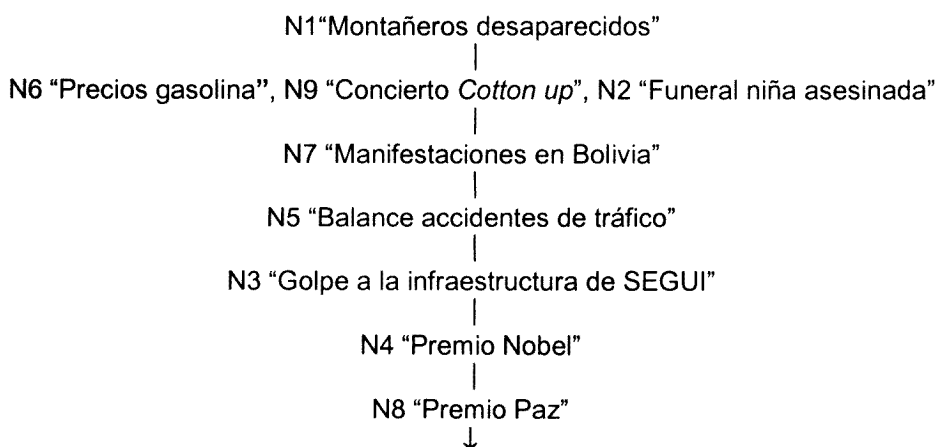 N1“Montañeros desaparecidos”
N6 “Precios gasolina”, N9 “Concierto Cotton up”, N2 “Funeral niña asesinada”
N7 “Manifestaciones en Bolivia”
N5 “Balance accidentes de tráfico”
N3 “Golpe a la infraestructura de SEGUI”
N4 “Premio Nobel”
N8 “Premio Paz”